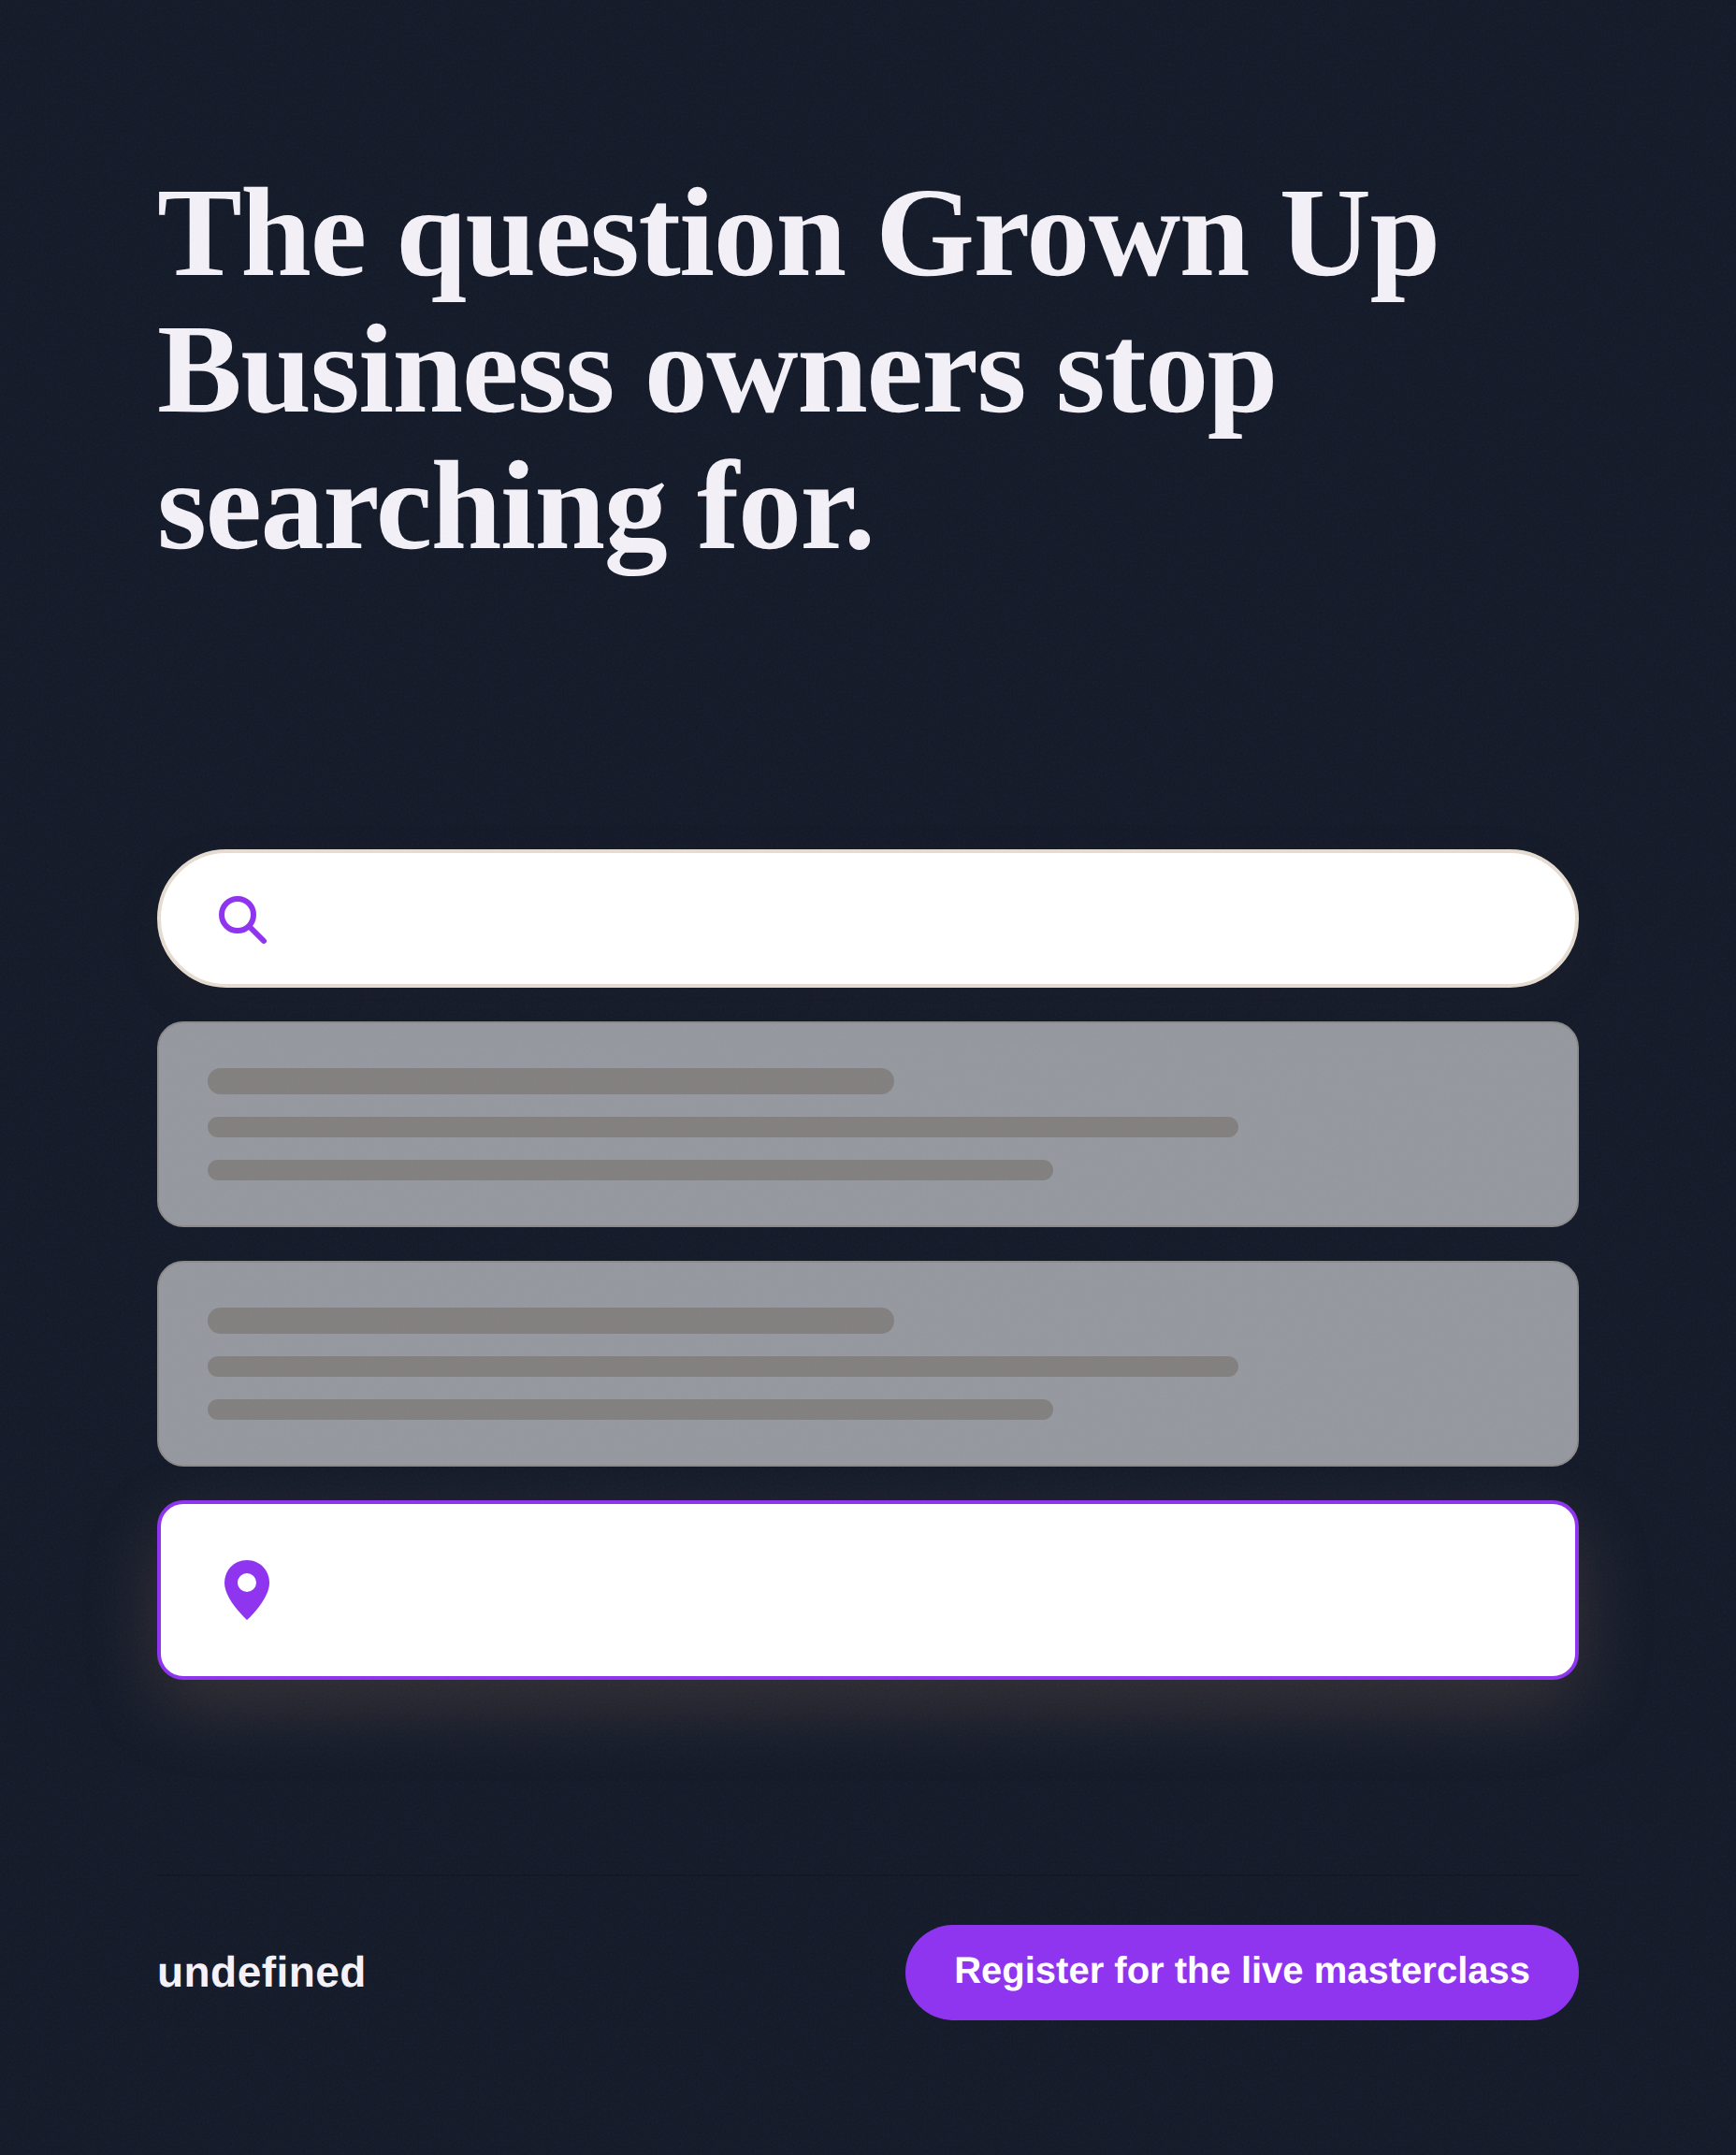 The question Grown Up
Business owners stop
searching for.
undefined
Register for the live masterclass